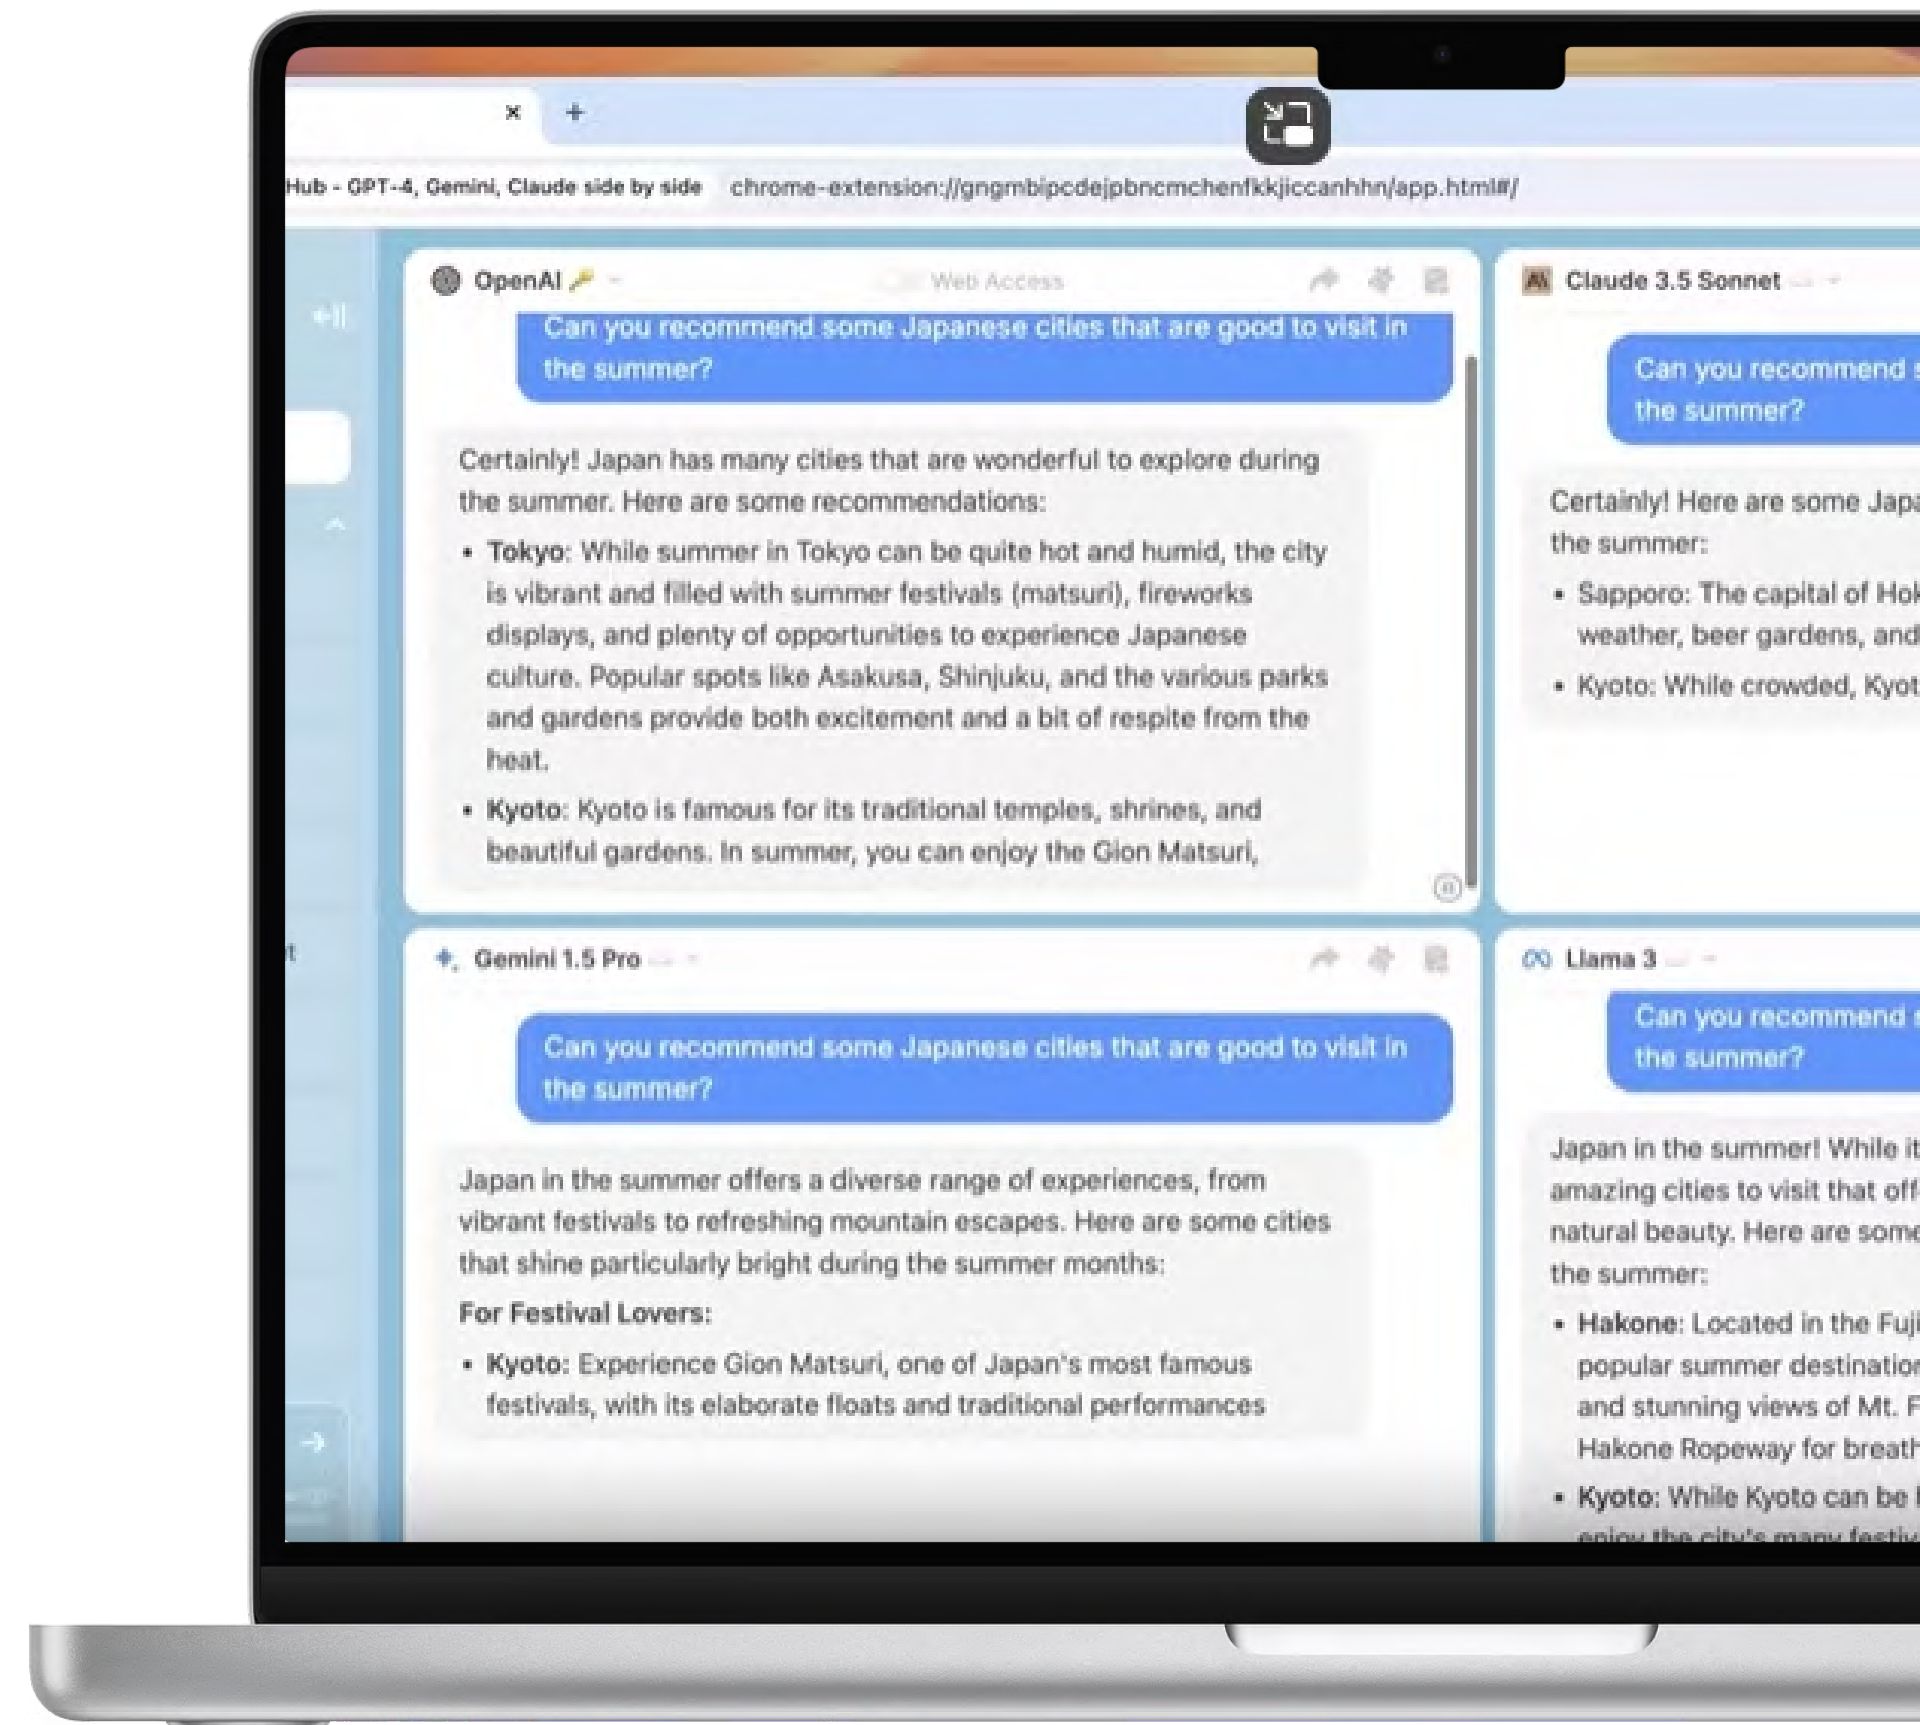 Hub - GPT-4, Gemini, Claude side by side chrome-extension://gngmbipcdejpbncmchenfkkjiccanhhn/app.html#/
OpenAI
Web Access
Can you recommend some Japanese cities that are good to visit in
the summer?
Certainly! Japan has many cities that are wonderful to explore during
the summer. Here are some recommendations:
• Tokyo: While summer in Tokyo can be quite hot and humid, the city
is vibrant and filled with summer festivals (matsuri), fireworks
displays, and plenty of opportunities to experience Japanese
culture. Popular spots like Asakusa, Shinjuku, and the various parks
and gardens provide both excitement and a bit of respite from the
heat.
• Kyoto: Kyoto is famous for its traditional temples, shrines, and
beautiful gardens. In summer, you can enjoy the Gion Matsuri,
Claude 3.5 Sonnet
Can you recommend s
the summer?
Certainly! Here are some Japa
the summer:
• Sapporo: The capital of Hok
weather, beer gardens, and
• Kyoto: While crowded, Kyot
Gemini 1.5 Pro
Can you recommend some Japanese cities that are good to visit in
the summer?
Japan in the summer offers a diverse range of experiences, from
vibrant festivals to refreshing mountain escapes. Here are some cities
that shine particularly bright during the summer months:
For Festival Lovers:
• Kyoto: Experience Gion Matsuri, one of Japan's most famous
festivals, with its elaborate floats and traditional performances
Llama 3
Can you recommend s
the summer?
Japan in the summer! While it
amazing cities to visit that off
natural beauty. Here are some
the summer:
• Hakone: Located in the Fuji
popular summer destination
and stunning views of Mt. F
Hakone Ropeway for breath
• Kyoto: While Kyoto can be h
enjoy the city's many festiv